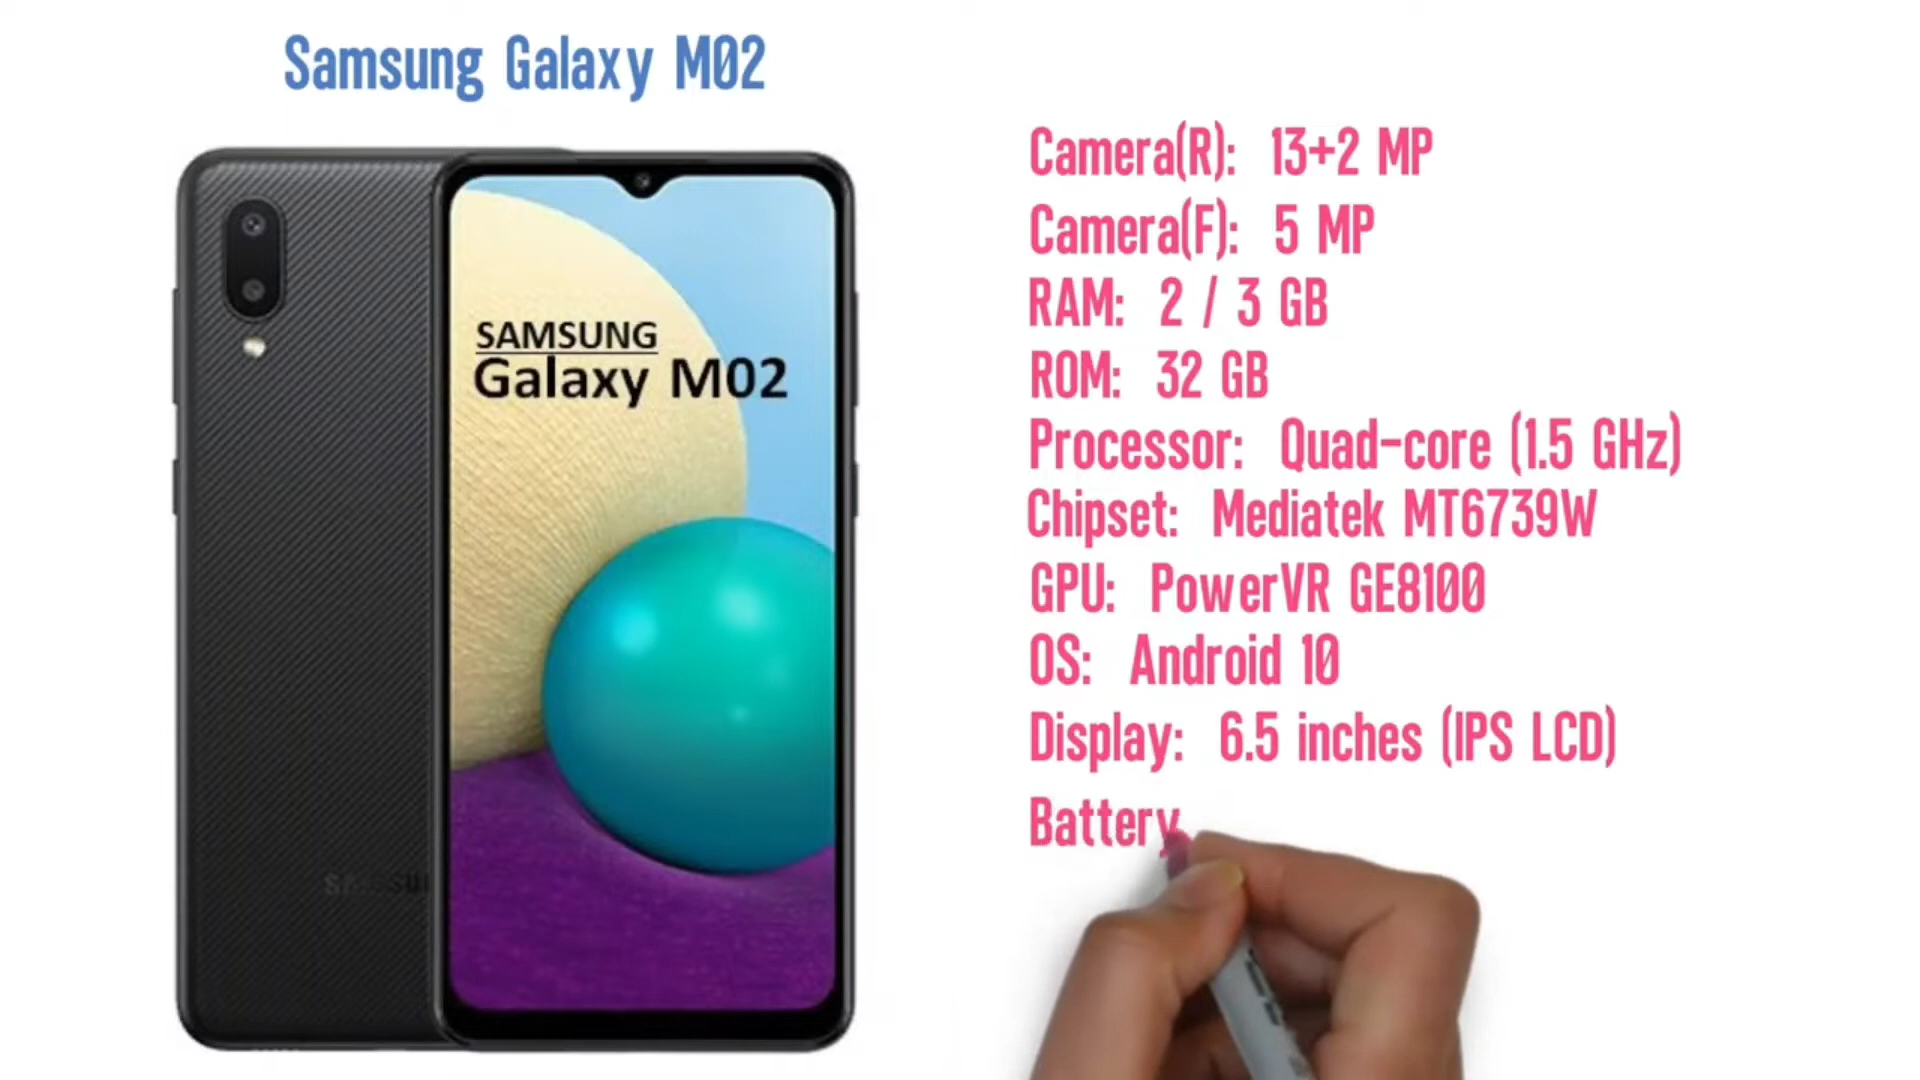 Samsung Galaxy M02
SAMSUNG
Galaxy M02
SAMSU
Camera(R): 13+2 MP
Camera(F): 5 MP
RAM: 2 / 3 GB
ROM: 32 GB
Processor: Quad-core (1.5 GHz)
Chipset: Mediatek MT6739W
GPU: PowerVR GE8100
OS: Android 10
Display: 6.5 inches (IPS LCD)
Battery